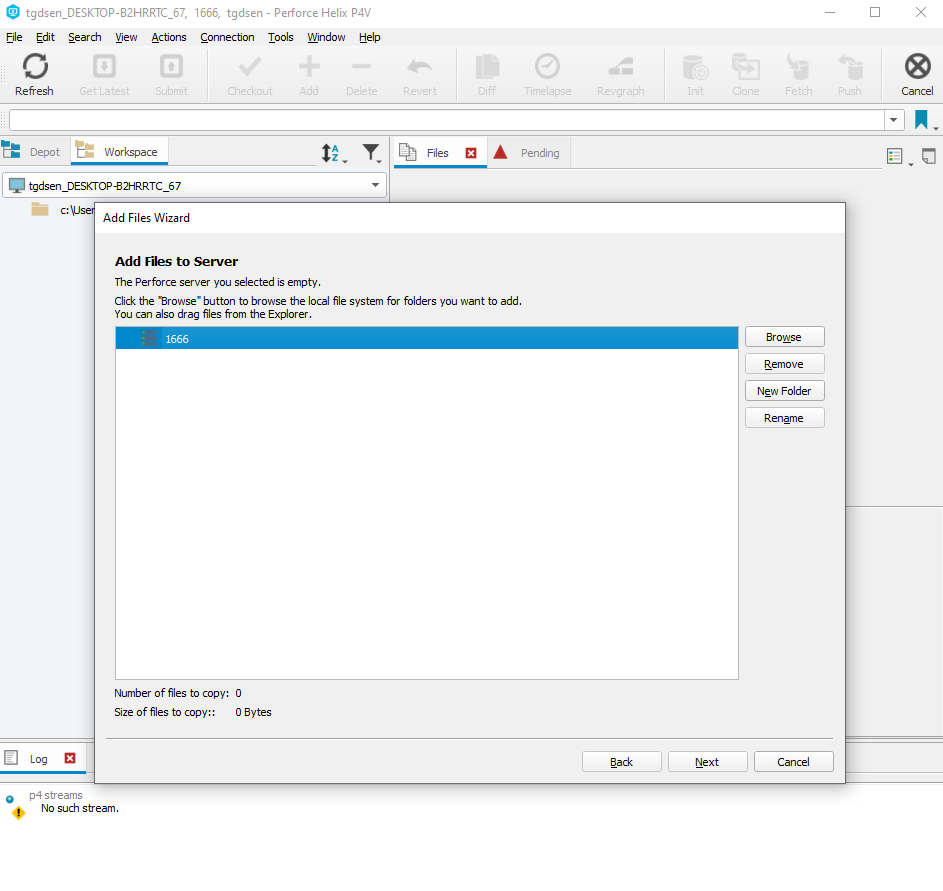 tgdsen_DESKTOP-B2HRRTC_67, 1666, tgdsen - Perforce Helix P4V
File Edit Search View Actions Connection Tools Window Help
Refresh Get Latest Submit Checkout Add Delete Revert Diff Timelapse Revgraph Init Clone Fetch Push Cancel
Depot Workspace Files Pending
tgdsen_DESKTOP-B2HRRTC_67
c:\User
Add Files Wizard
Add Files to Server
The Perforce server you selected is empty.
Click the "Browse" button to browse the local file system for folders you want to add.
You can also drag files from the Explorer.
1666
Browse
Remove
New Folder
Rename
Number of files to copy: 0
Size of files to copy:: 0 Bytes
Back Next Cancel
Log
p4 streams
No such stream.